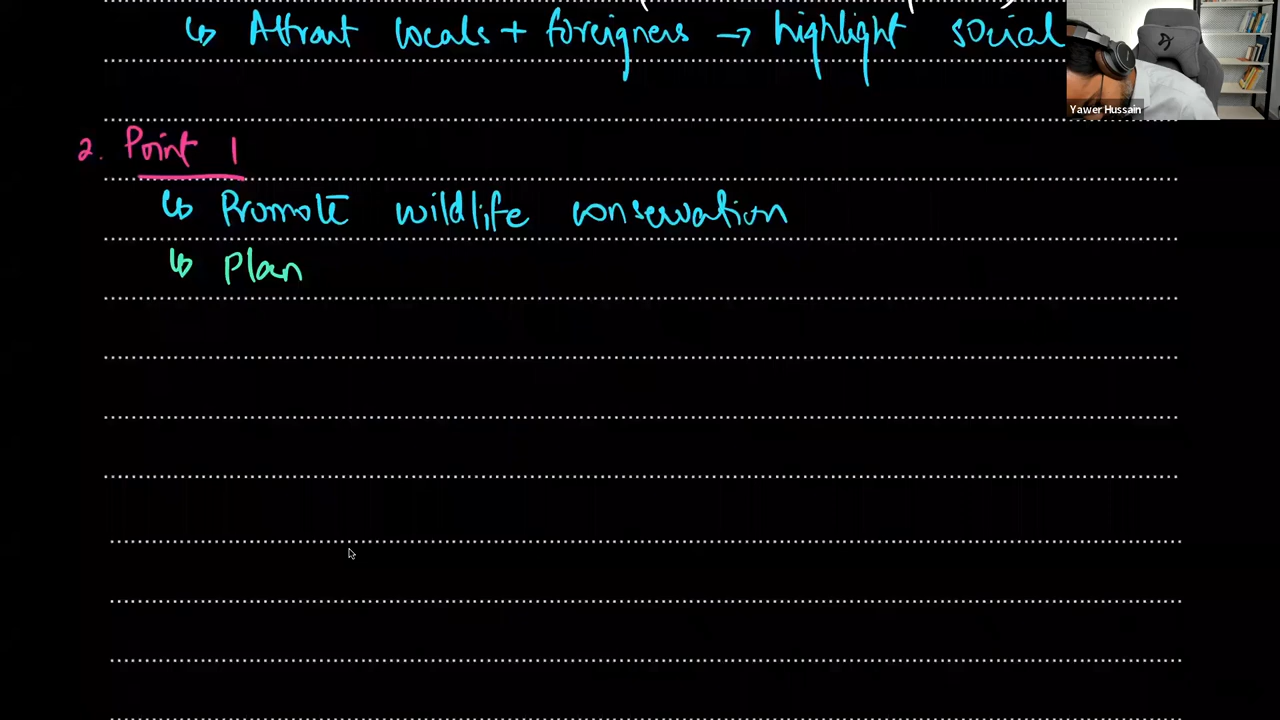 ↳ Attract locals + foreigners → highlight social
Yawer Hussain
2. Point 1
↳ Promote wildlife conservation
↳ Plan